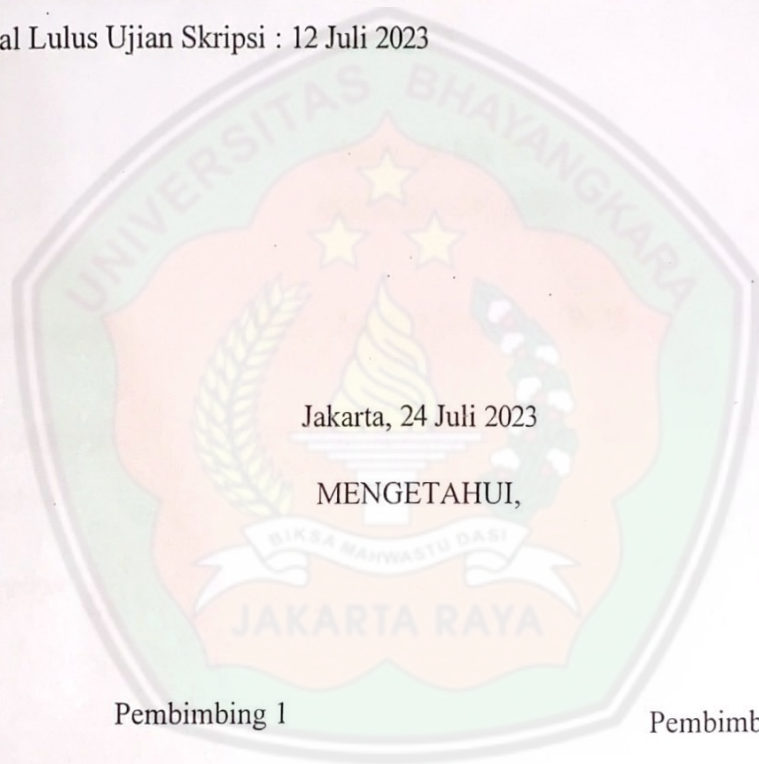 al Lulus Ujian Skripsi : 12 Juli 2023
UNIVERSITAS BHAYANGKARA
Jakarta, 24 Juli 2023
MENGETAHUI,
BIKSA MAHWASTU DASI
JAKARTA RAYA
Pembimbing 1
Pembimb